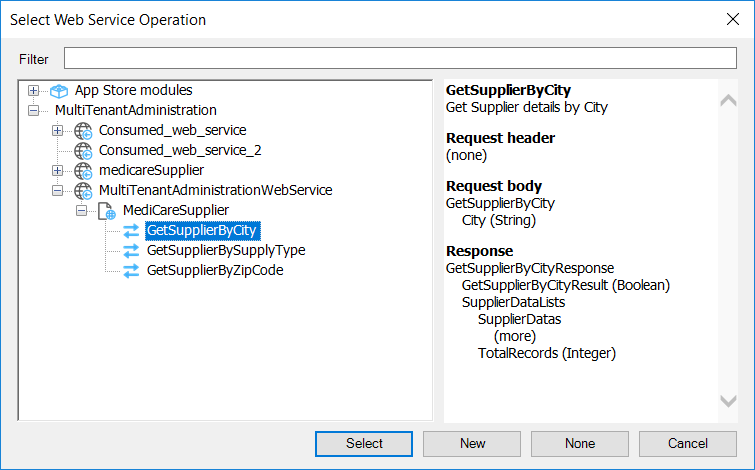 Select Web Service Operation
Filter
App Store modules
MultiTenantAdministration
Consumed_web_service
Consumed_web_service_2
medicareSupplier
MultiTenantAdministrationWebService
MediCareSupplier
GetSupplierByCity
GetSupplierBySupplyType
GetSupplierByZipCode
GetSupplierByCity
Get Supplier details by City
Request header
(none)
Request body
GetSupplierByCity
City (String)
Response
GetSupplierByCityResponse
GetSupplierByCityResult (Boolean)
SupplierDataLists
SupplierDatas
(more)
TotalRecords (Integer)
Select
New
None
Cancel